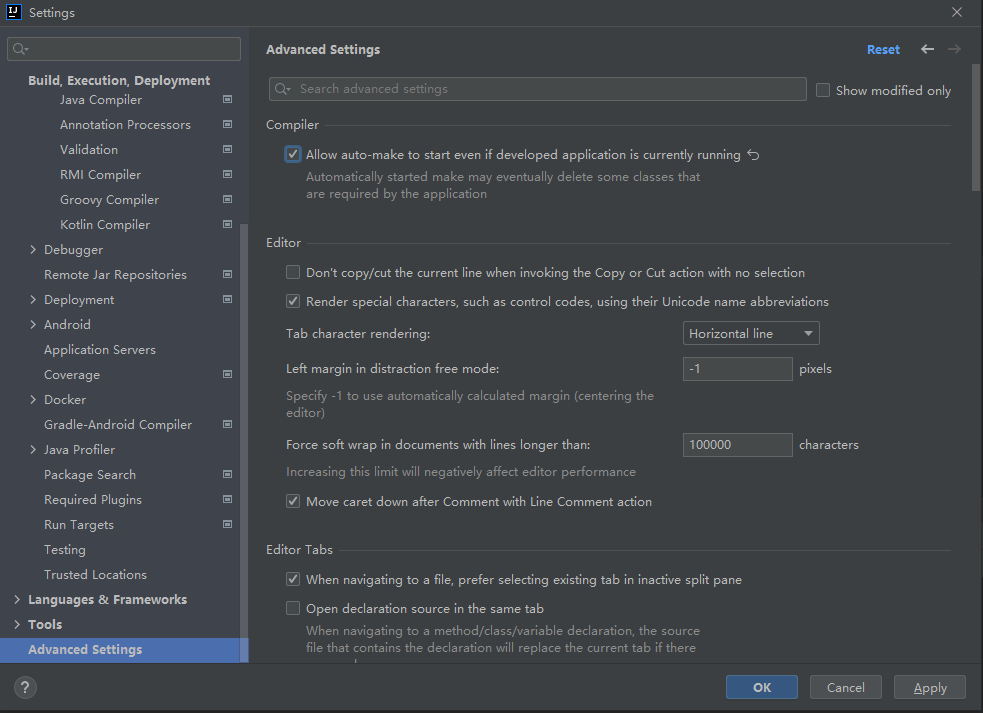 IJ
Settings
Build, Execution, Deployment
Java Compiler
Annotation Processors
Validation
RMI Compiler
Groovy Compiler
Kotlin Compiler
Debugger
Remote Jar Repositories
Deployment
Android
Application Servers
Coverage
Docker
Gradle-Android Compiler
Java Profiler
Package Search
Required Plugins
Run Targets
Testing
Trusted Locations
Languages & Frameworks
Tools
Advanced Settings
Advanced Settings
Reset
Search advanced settings
Show modified only
Compiler
Allow auto-make to start even if developed application is currently running
Automatically started make may eventually delete some classes that
are required by the application
Editor
Don't copy/cut the current line when invoking the Copy or Cut action with no selection
Render special characters, such as control codes, using their Unicode name abbreviations
Tab character rendering:
Horizontal line
Left margin in distraction free mode:
-1
pixels
Specify -1 to use automatically calculated margin (centering the
editor)
Force soft wrap in documents with lines longer than:
100000
characters
Increasing this limit will negatively affect editor performance
Move caret down after Comment with Line Comment action
Editor Tabs
When navigating to a file, prefer selecting existing tab in inactive split pane
Open declaration source in the same tab
When navigating to a method/class/variable declaration, the source
file that contains the declaration will replace the current tab if there
?
OK
Cancel
Apply